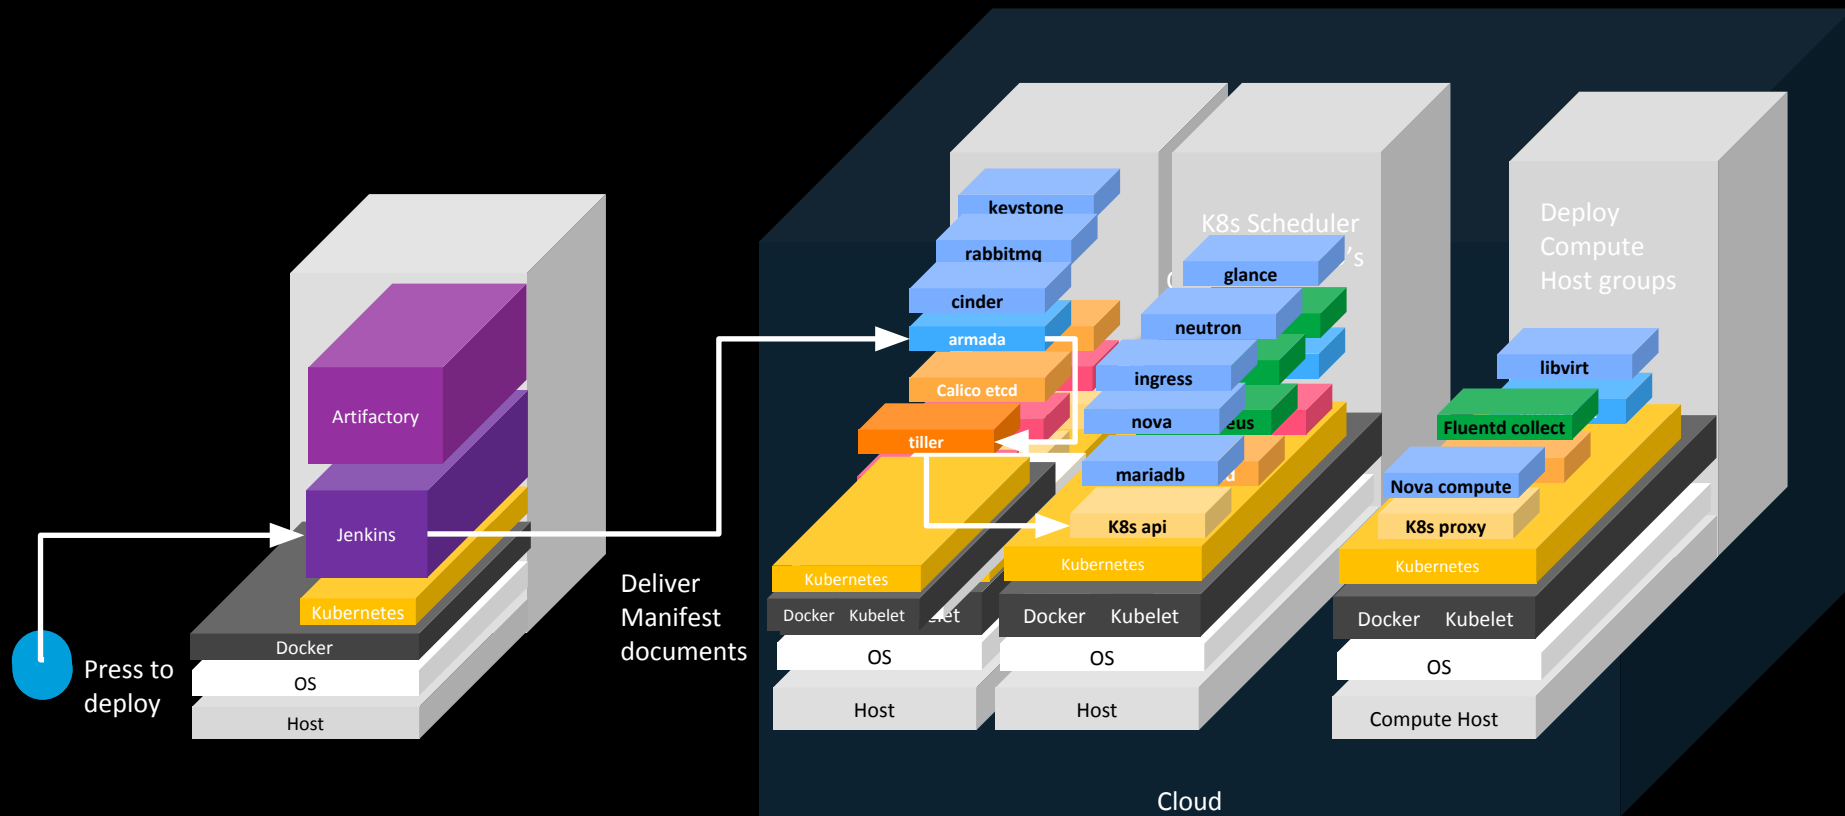 Artifactory
Jenkins
Kubernetes
Docker
OS
Host
Press to
deploy
Deliver
Manifest
documents
keystone
rabbitmq
cinder
armada
Calico etcd
tiller
Kubernetes
Docker Kubelet
OS
Host
K8s Scheduler
's
glance
neutron
ingress
nova
mariadb
K8s api
Kubernetes
Docker Kubelet
OS
Host
Deploy
Compute
Host groups
libvirt
Fluentd collect
Nova compute
K8s proxy
Kubernetes
Docker Kubelet
OS
Compute Host
Cloud